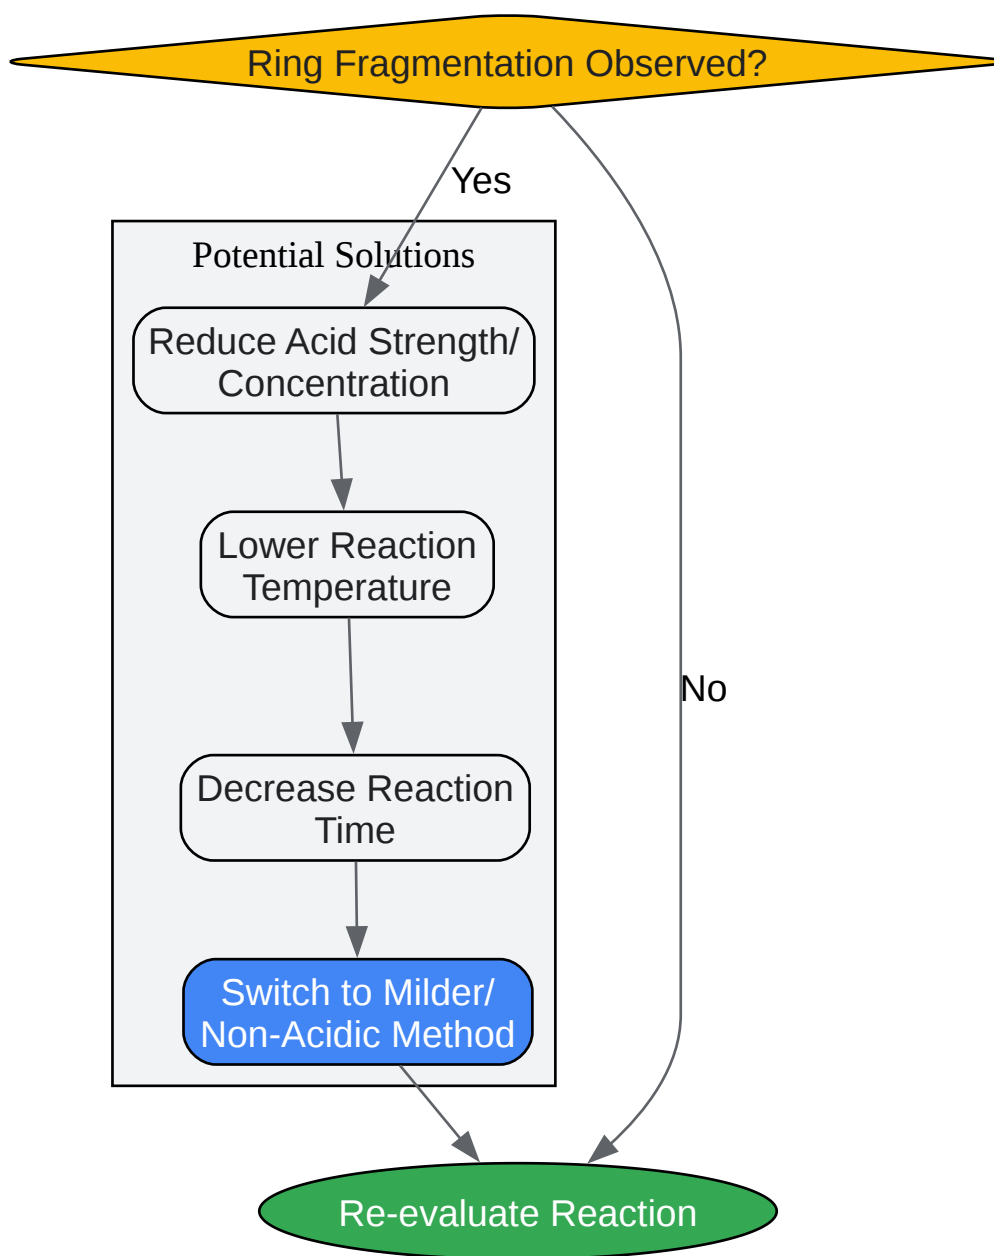 Ring Fragmentation Observed?
Yes
Potential Solutions
Reduce Acid Strength/
Concentration
Lower Reaction
Temperature
No
Decrease Reaction
Time
Switch to Milder/
Non-Acidic Method
Re-evaluate Reaction